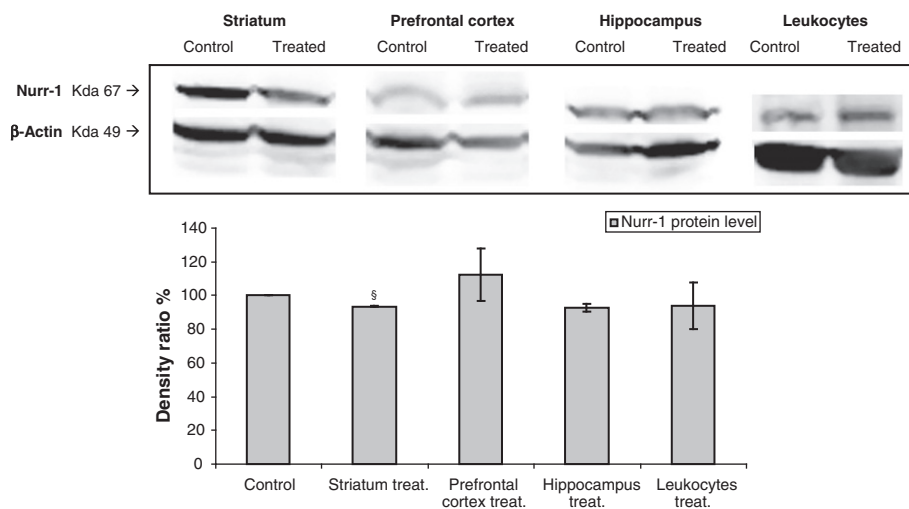 Striatum Prefrontal cortex Hippocampus Leukocytes
Control Treated Control Treated Control Treated Control Treated
Nurr-1 Kda 67 →
β-Actin Kda 49 →
Nurr-1 protein level
140
120
100
80
60
40
20
0
Density ratio %
§
Control Striatum treat. Prefrontal Hippocampus Leukocytes
cortex treat. treat. treat.